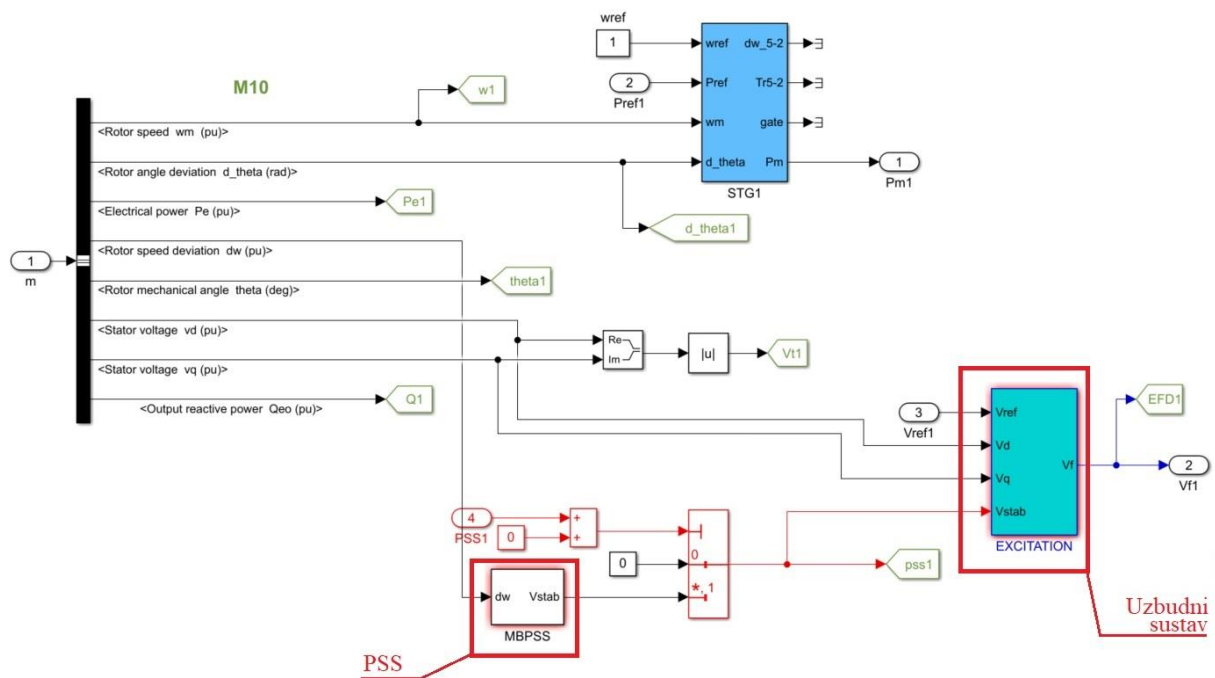 wref
1
wref
dw_5-2
M10
w1
2
Pref1
Pref
Tr5-2
wm
gate
<Rotor speed wm (pu)>
d_theta
Pm
1
Pm1
<Rotor angle deviation d_theta (rad)>
STG1
Pe1
<Electrical power Pe (pu)>
d_theta1
<Rotor speed deviation dw (pu)>
1
m
theta1
<Rotor mechanical angle theta (deg)>
<Stator voltage vd (pu)>
Re
Im
|u|
Vt1
<Stator voltage vq (pu)>
Q1
<Output reactive power Qeo (pu)>
3
Vref1
Vref
EFD1
Vd
Vf
2
Vf1
Vq
4
PSS1
+
+
0
Vstab
EXCITATION
0
0
pss1
*, 1
dw
Vstab
MBPSS
Uzbudni
sustav
PSS